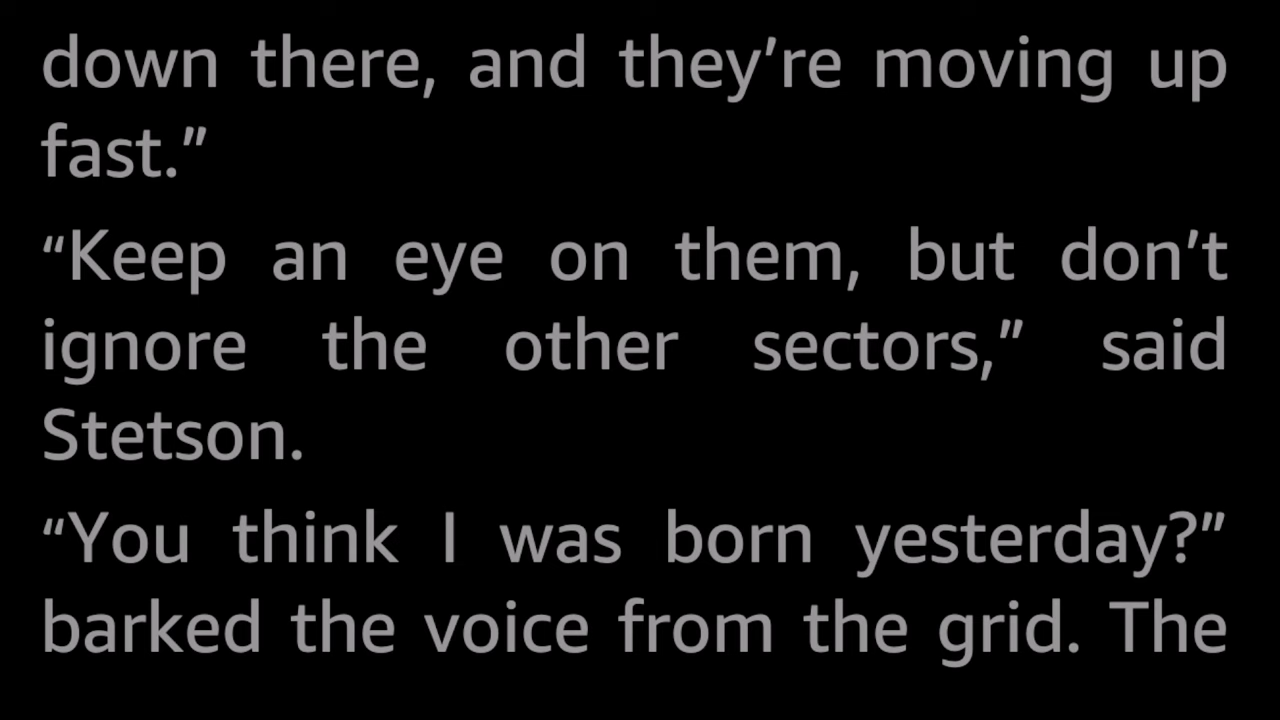 down there, and they’re moving up
fast.”
“Keep an eye on them, but don’t
ignore the other sectors,” said
Stetson.
“You think I was born yesterday?”
barked the voice from the grid. The